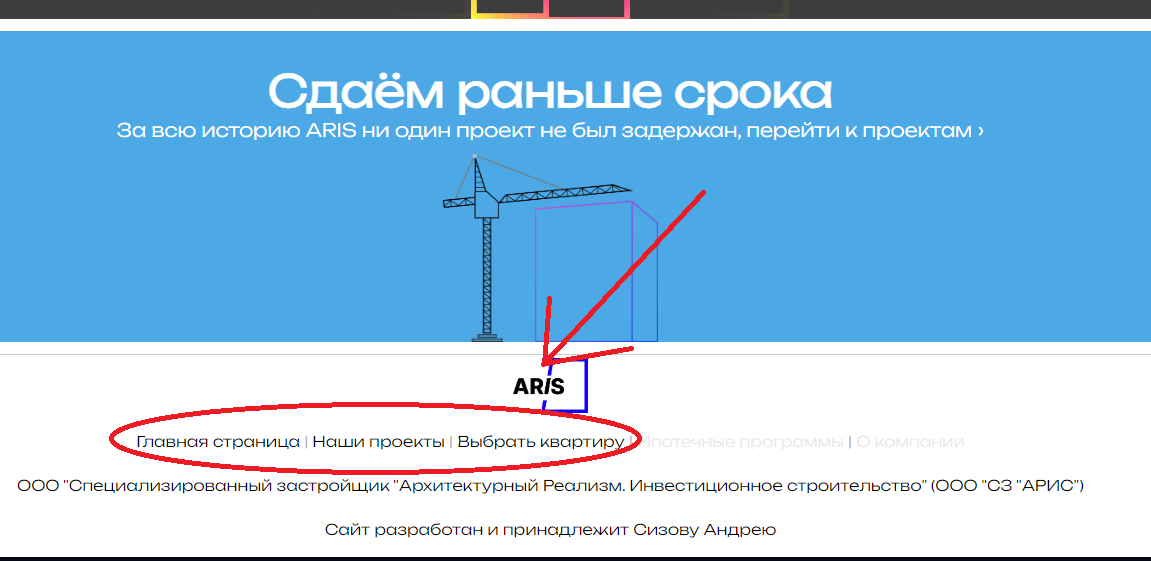 Сдаём раньше срока
За всю историю ARIS ни один проект не был задержан, перейти к проектам ›
ARIS
Главная страница | Наши проекты | Выбрать квартиру | Ипотечные программы | О компании
ООО "Специализированный застройщик "Архитектурный Реализм. Инвестиционное строительство" (ООО "СЗ "АРИС")
Сайт разработан и принадлежит Сизову Андрею